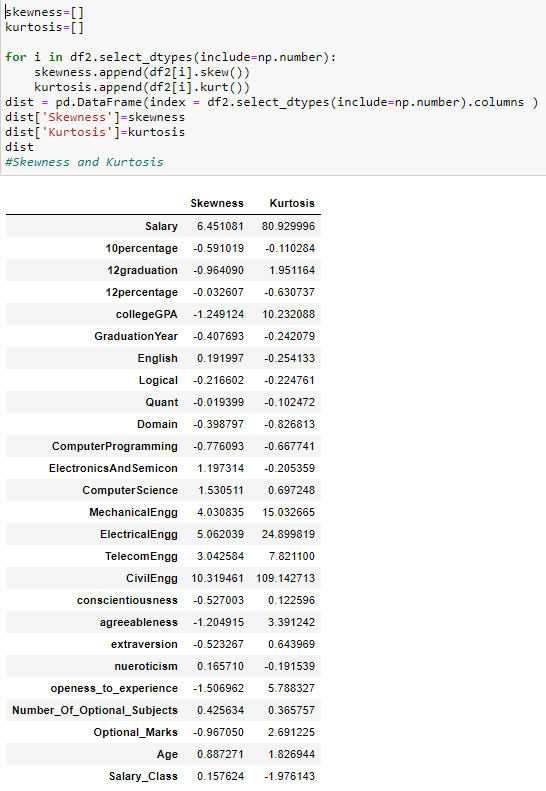 skewness=[]
kurtosis=[]
for i in df2.select_dtypes(include=np.number):
    skewness.append(df2[i].skew())
    kurtosis.append(df2[i].kurt())
dist = pd.DataFrame(index = df2.select_dtypes(include=np.number).columns )
dist['Skewness']=skewness
dist['Kurtosis']=kurtosis
dist
#Skewness and Kurtosis
Skewness Kurtosis
Salary 6.451081 80.929996
10percentage -0.591019 -0.110284
12graduation -0.964090 1.951164
12percentage -0.032607 -0.630737
collegeGPA -1.249124 10.232088
GraduationYear -0.407693 -0.242079
English 0.191997 -0.254133
Logical -0.216602 -0.224761
Quant -0.019399 -0.102472
Domain -0.398797 -0.826813
ComputerProgramming -0.776093 -0.667741
ElectronicsAndSemicon 1.197314 -0.205359
ComputerScience 1.530511 0.697248
MechanicalEngg 4.030835 15.032665
ElectricalEngg 5.062039 24.899819
TelecomEngg 3.042584 7.821100
CivilEngg 10.319461 109.142713
conscientiousness -0.527003 0.122596
agreeableness -1.204915 3.391242
extraversion -0.523267 0.643969
nueroticism 0.165710 -0.191539
openess_to_experience -1.506962 5.788327
Number_Of_Optional_Subjects 0.425634 0.365757
Optional_Marks -0.967050 2.691225
Age 0.887271 1.826944
Salary_Class 0.157624 -1.976143